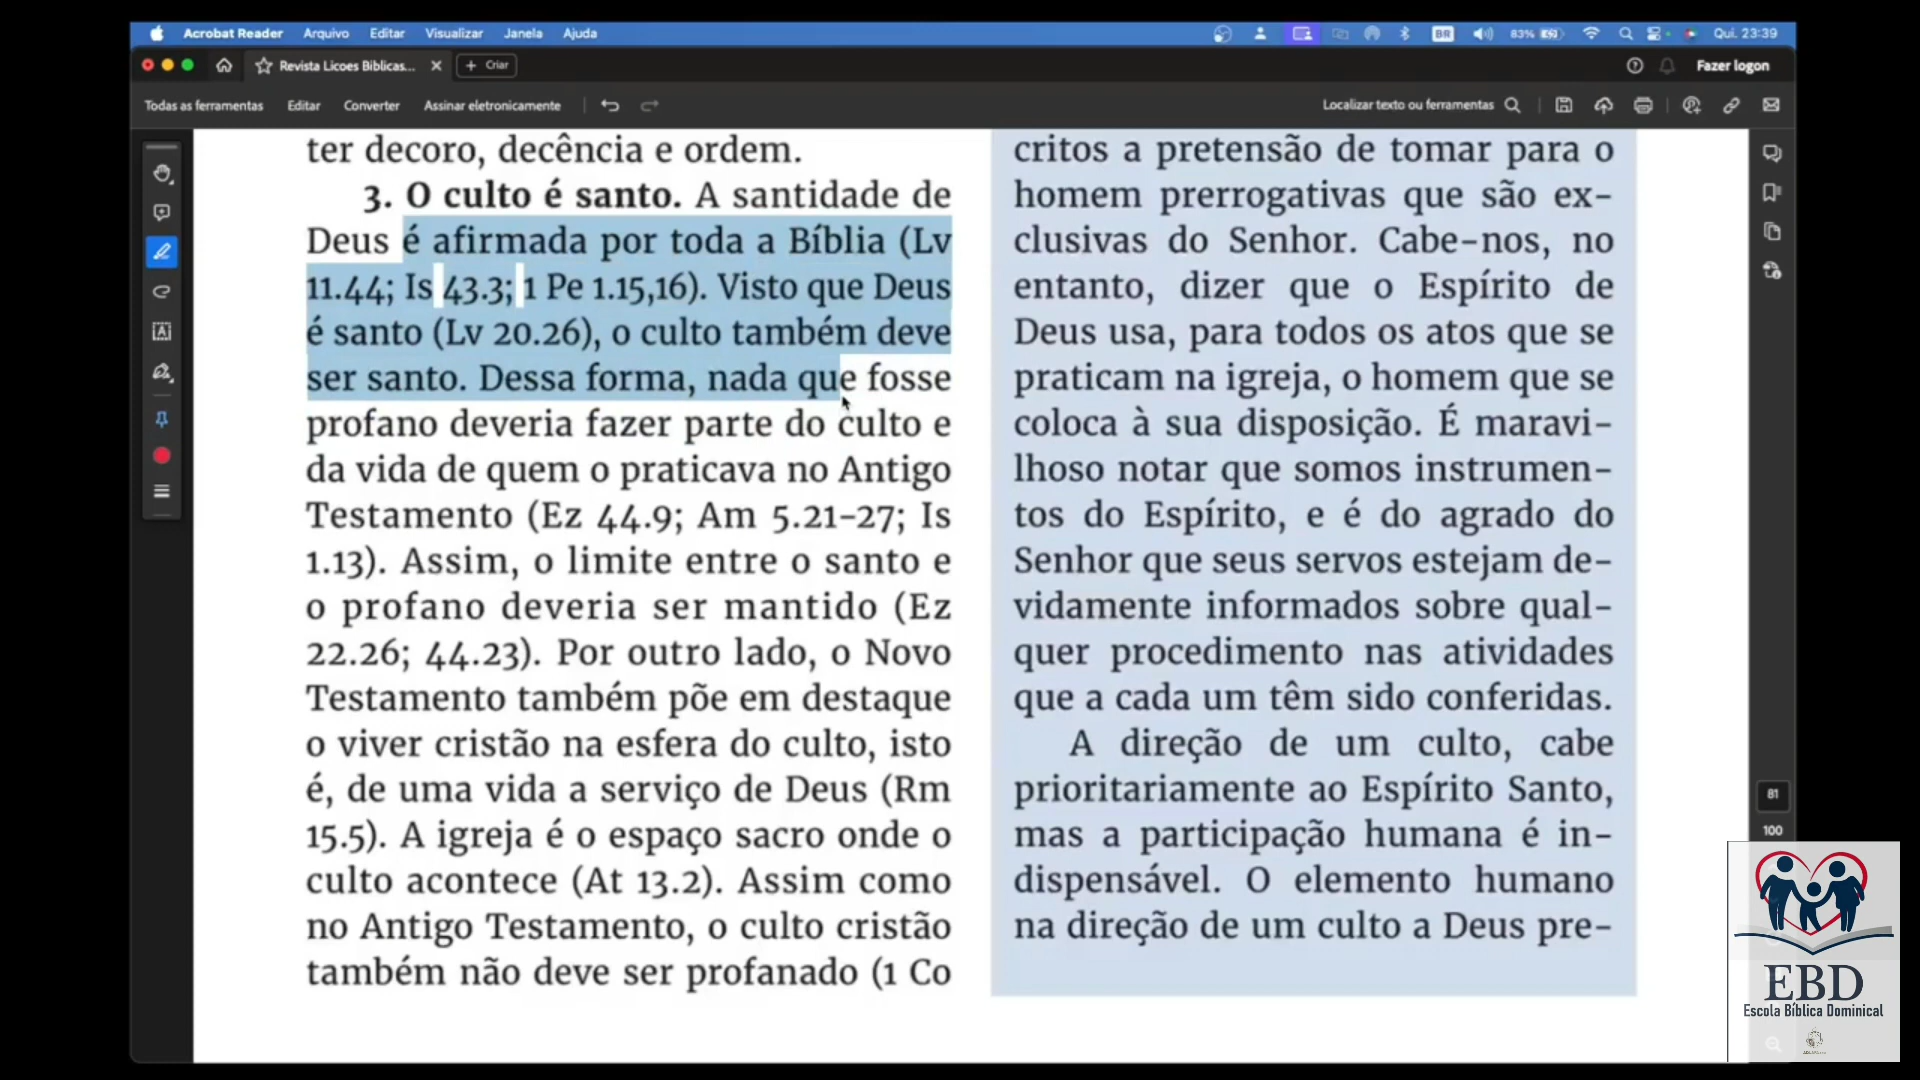 Acrobat Reader Arquivo Editar Visualizar Janela Ajuda BR 83% Qui. 23:39
Revista Licoes Biblicas... Criar Fazer logon
Todas as ferramentas Editar Converter Assinar eletronicamente Localizar texto ou ferramentas
ter decoro, decência e ordem.
3. O culto é santo. A santidade de
Deus é afirmada por toda a Bíblia (Lv
11.44; Is 43.3; 1 Pe 1.15,16). Visto que Deus
é santo (Lv 20.26), o culto também deve
ser santo. Dessa forma, nada que fosse
profano deveria fazer parte do culto e
da vida de quem o praticava no Antigo
Testamento (Ez 44.9; Am 5.21-27; Is
1.13). Assim, o limite entre o santo e
o profano deveria ser mantido (Ez
22.26; 44.23). Por outro lado, o Novo
Testamento também põe em destaque
o viver cristão na esfera do culto, isto
é, de uma vida a serviço de Deus (Rm
15.5). A igreja é o espaço sacro onde o
culto acontece (At 13.2). Assim como
no Antigo Testamento, o culto cristão
também não deve ser profanado (1 Co
critos a pretensão de tomar para o
homem prerrogativas que são ex-
clusivas do Senhor. Cabe-nos, no
entanto, dizer que o Espírito de
Deus usa, para todos os atos que se
praticam na igreja, o homem que se
coloca à sua disposição. É maravi-
lhoso notar que somos instrumen-
tos do Espírito, e é do agrado do
Senhor que seus servos estejam de-
vidamente informados sobre qual-
quer procedimento nas atividades
que a cada um têm sido conferidas.
A direção de um culto, cabe
prioritariamente ao Espírito Santo,
mas a participação humana é in-
dispensável. O elemento humano
na direção de um culto a Deus pre-
81
100
EBD
Escola Bíblica Dominical